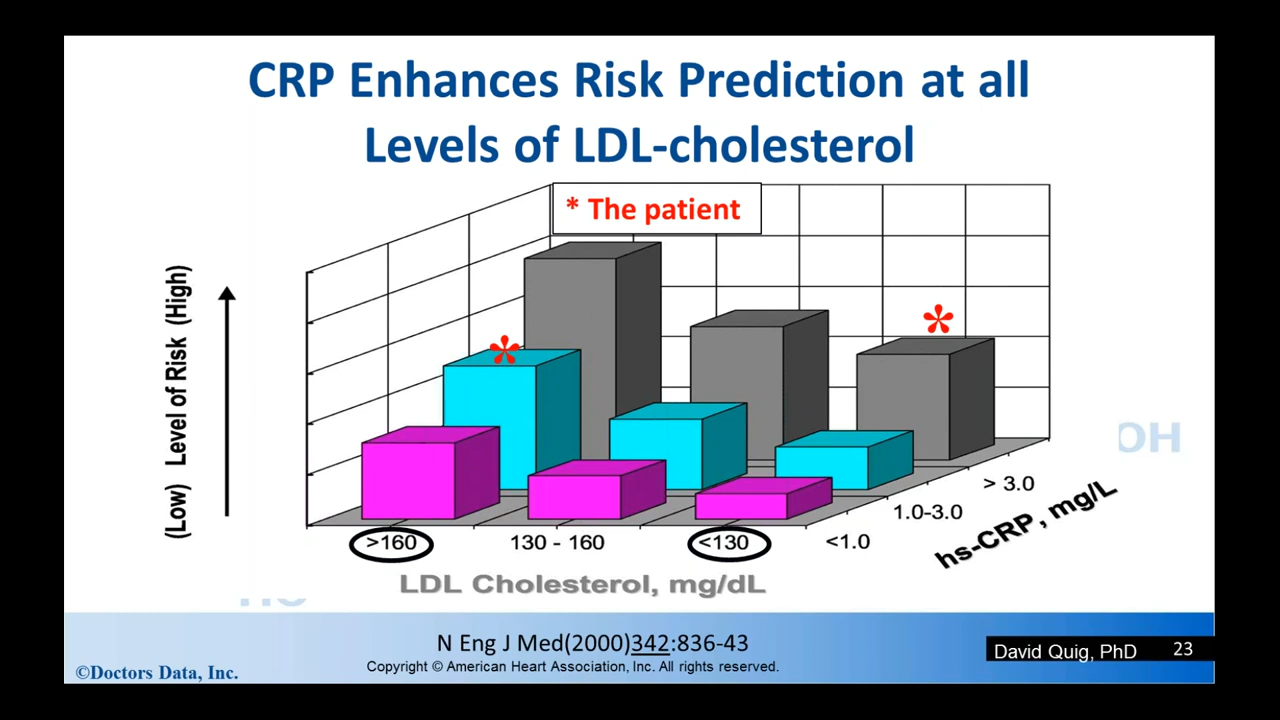 CRP Enhances Risk Prediction at all
Levels of LDL-cholesterol
* The patient
*
*
(Low) Level of Risk (High)
>160
130 - 160
<130
<1.0
1.0-3.0
> 3.0
hs-CRP, mg/L
LDL Cholesterol, mg/dL
OH
N Eng J Med(2000)342:836-43
Copyright © American Heart Association, Inc. All rights reserved.
©Doctors Data, Inc.
David Quig, PhD 23